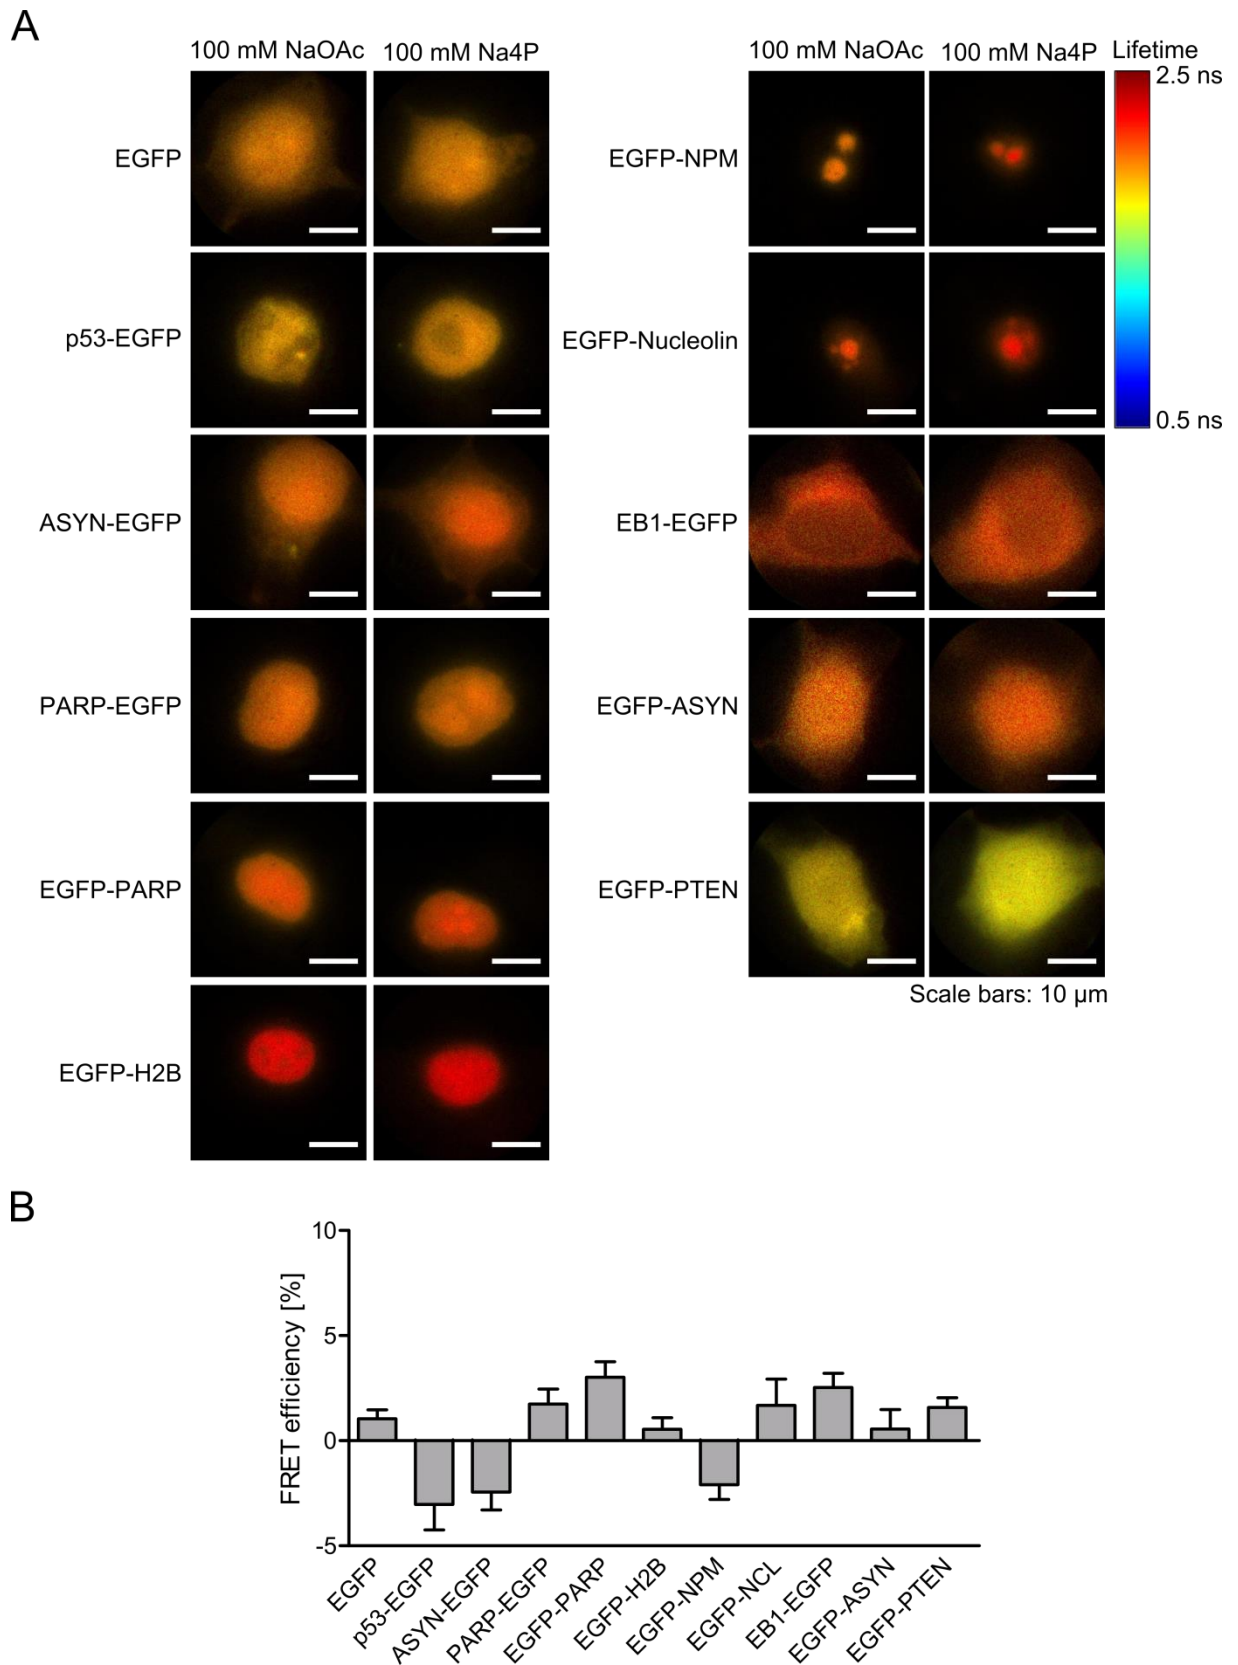 A
100 mM NaOAc
100 mM Na4P
100 mM NaOAc
100 mM Na4P
Lifetime
2.5 ns
0.5 ns
EGFP
p53-EGFP
ASYN-EGFP
PARP-EGFP
EGFP-PARP
EGFP-H2B
EGFP-NPM
EGFP-Nucleolin
EB1-EGFP
EGFP-ASYN
EGFP-PTEN
Scale bars: 10 µm
B
FRET efficiency [%]
10
5
0
-5
EGFP
p53-EGFP
ASYN-EGFP
PARP-EGFP
EGFP-PARP
EGFP-H2B
EGFP-NPM
EGFP-NCL
EB1-EGFP
EGFP-ASYN
EGFP-PTEN